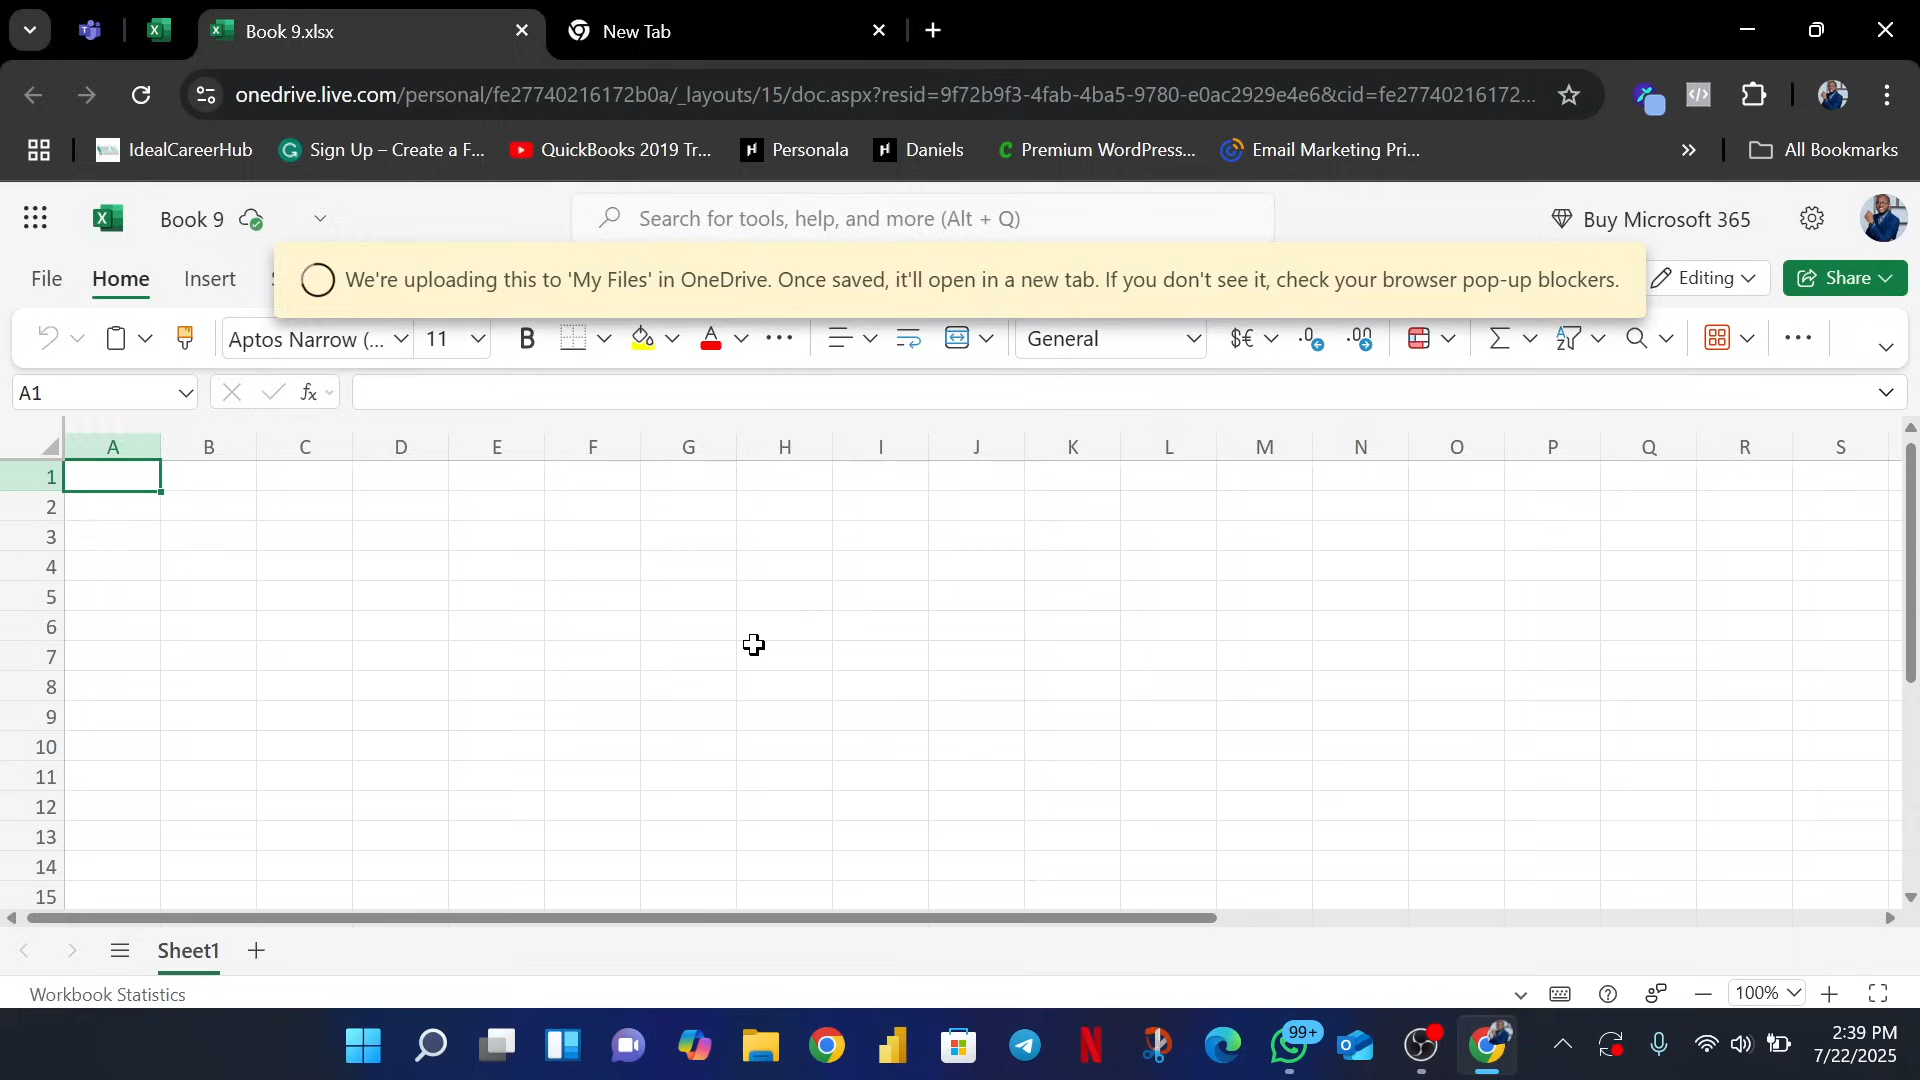 Book 9.xlsx
New Tab
onedrive.live.com/personal/fe27740216172b0a/_layouts/15/doc.aspx?resid=9f72b9f3-4fab-4ba5-9780-e0ac2929e4e6&cid=fe27740216172...
IdealCareerHub
Sign Up – Create a F...
QuickBooks 2019 Tr...
Personala
Daniels
Premium WordPress...
Email Marketing Pri...
All Bookmarks
Book 9
Search for tools, help, and more (Alt + Q)
Buy Microsoft 365
File
Home
Insert
We're uploading this to 'My Files' in OneDrive. Once saved, it'll open in a new tab. If you don't see it, check your browser pop-up blockers.
Editing
Share
Aptos Narrow (...
11
B
General
A1
fx
A B C D E F G H I J K L M N O P Q R S
1
2
3
4
5
6
7
8
9
10
11
12
13
14
15
Sheet1
Workbook Statistics
100%
99+
2:39 PM
7/22/2025